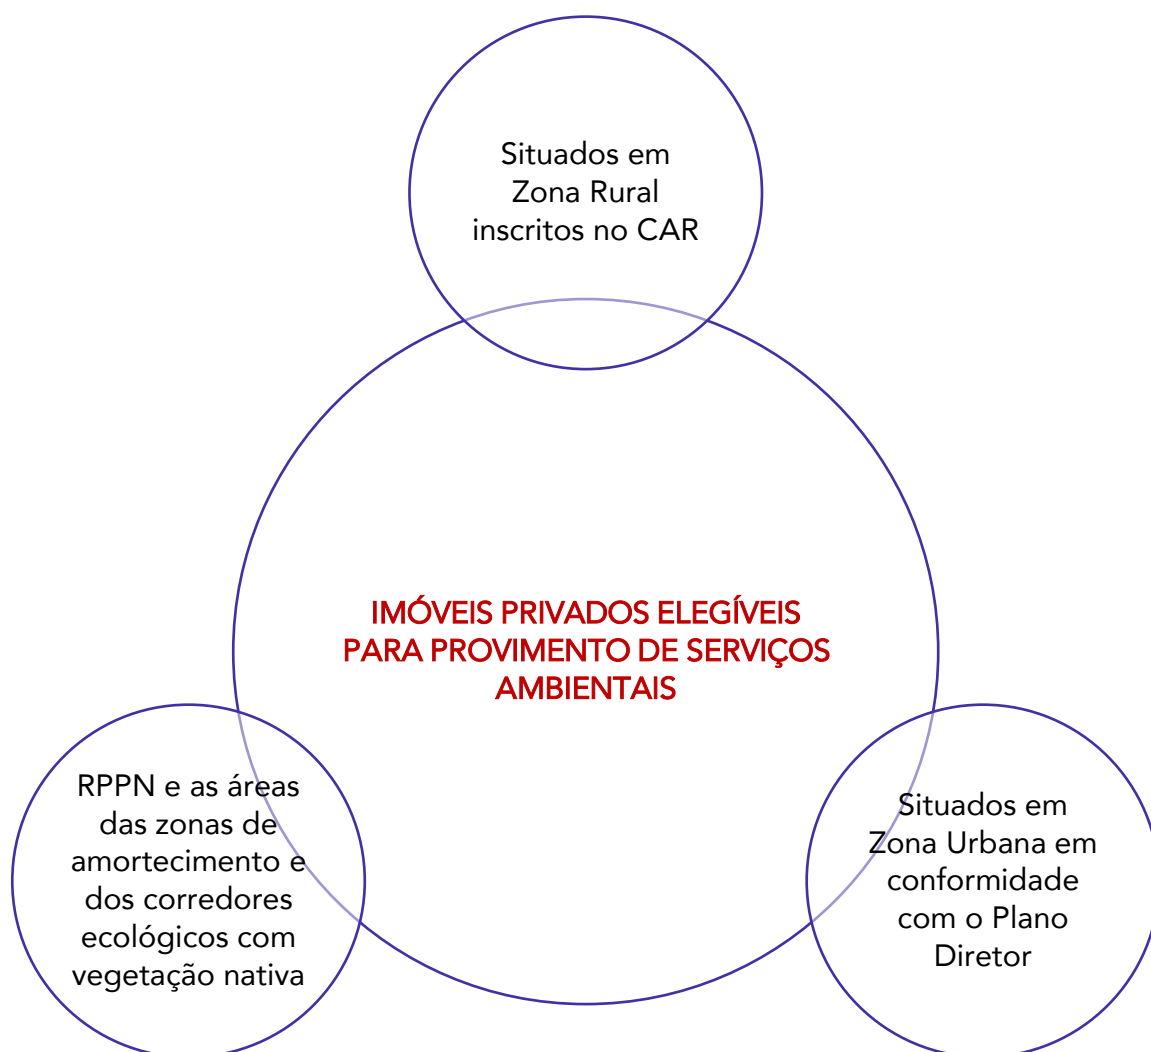 Situados em
Zona Rural
inscritos no CAR
IMÓVEIS PRIVADOS ELEGÍVEIS
PARA PROVIMENTO DE SERVIÇOS
AMBIENTAIS
RPPN e as áreas
das zonas de
amortecimento e
dos corredores
ecológicos com
vegetação nativa
Situados em
Zona Urbana em
conformidade
com o Plano
Diretor